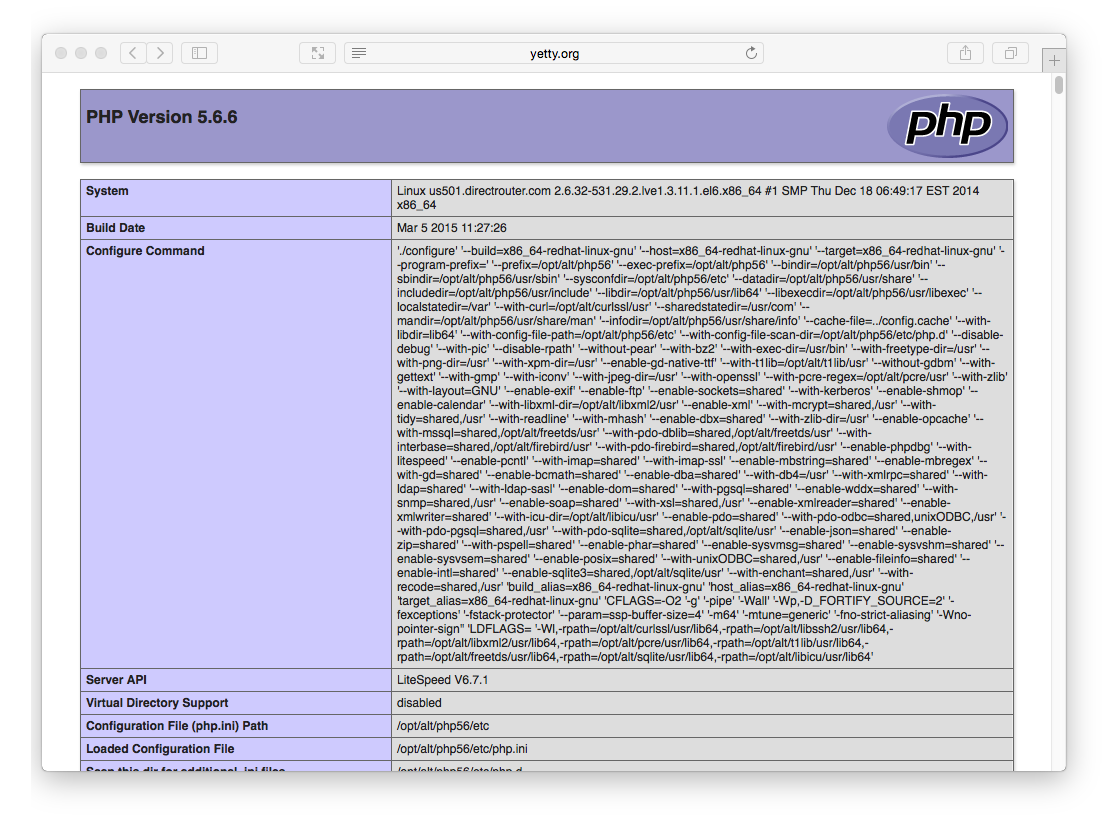 yetty.org
PHP Version 5.6.6
php
System
Linux us501.directrouter.com 2.6.32-531.29.2.lve1.3.11.1.el6.x86_64 #1 SMP Thu Dec 18 06:49:17 EST 2014
x86_64
Build Date
Mar 5 2015 11:27:26
Configure Command
'./configure' '--build=x86_64-redhat-linux-gnu' '--host=x86_64-redhat-linux-gnu' '--target=x86_64-redhat-linux-gnu' '-
-program-prefix=' '--prefix=/opt/alt/php56' '--exec-prefix=/opt/alt/php56' '--bindir=/opt/alt/php56/usr/bin' '--
sbindir=/opt/alt/php56/usr/sbin' '--sysconfdir=/opt/alt/php56/etc' '--datadir=/opt/alt/php56/usr/share' '--
includedir=/opt/alt/php56/usr/include' '--libdir=/opt/alt/php56/usr/lib64' '--libexecdir=/opt/alt/php56/usr/libexec' '--
localstatedir=/var' '--with-curl=/opt/alt/curlssl/usr' '--sharedstatedir=/usr/com' '--
mandir=/opt/alt/php56/usr/share/man' '--infodir=/opt/alt/php56/usr/share/info' '--cache-file=../config.cache' '--with-
libdir=lib64' '--with-config-file-path=/opt/alt/php56/etc' '--with-config-file-scan-dir=/opt/alt/php56/etc/php.d' '--disable-
debug' '--with-pic' '--disable-rpath' '--without-pear' '--with-bz2' '--with-exec-dir=/usr/bin' '--with-freetype-dir=/usr' '--
with-png-dir=/usr' '--with-xpm-dir=/usr' '--enable-gd-native-ttf' '--with-t1lib=/opt/alt/t1lib/usr' '--without-gdbm' '--with-
gettext' '--with-gmp' '--with-iconv' '--with-jpeg-dir=/usr' '--with-openssl' '--with-pcre-regex=/opt/alt/pcre/usr' '--with-zlib'
'--with-layout=GNU' '--enable-exif' '--enable-ftp' '--enable-sockets=shared' '--with-kerberos' '--enable-shmop' '--
enable-calendar' '--with-libxml-dir=/opt/alt/libxml2/usr' '--enable-xml' '--with-mcrypt=shared,/usr' '--with-
tidy=shared,/usr' '--with-readline' '--with-mhash' '--enable-dbx=shared' '--with-zlib-dir=/usr' '--enable-opcache' '--
with-mssql=shared,/opt/alt/freetds/usr' '--with-pdo-dblib=shared,/opt/alt/freetds/usr' '--with-
interbase=shared,/opt/alt/firebird/usr' '--with-pdo-firebird=shared,/opt/alt/firebird/usr' '--enable-phpdbg' '--with-
litespeed' '--enable-pcntl' '--with-imap=shared' '--with-imap-ssl' '--enable-mbstring=shared' '--enable-mbregex' '--
with-gd=shared' '--enable-bcmath=shared' '--enable-dba=shared' '--with-db4=/usr' '--with-xmlrpc=shared' '--with-
ldap=shared' '--with-ldap-sasl' '--enable-dom=shared' '--with-pgsql=shared' '--enable-wddx=shared' '--with-
snmp=shared,/usr' '--enable-soap=shared' '--with-xsl=shared,/usr' '--enable-xmlreader=shared' '--enable-
xmlwriter=shared' '--with-icu-dir=/opt/alt/libicu/usr' '--enable-pdo=shared' '--with-pdo-odbc=shared,unixODBC,/usr' '-
-with-pdo-pgsql=shared,/usr' '--with-pdo-sqlite=shared,/opt/alt/sqlite/usr' '--enable-json=shared' '--enable-
zip=shared' '--with-pspell=shared' '--enable-phar=shared' '--enable-sysvmsg=shared' '--enable-sysvshm=shared' '--
enable-sysvsem=shared' '--enable-posix=shared' '--with-unixODBC=shared,/usr' '--enable-fileinfo=shared' '--
enable-intl=shared' '--enable-sqlite3=shared,/opt/alt/sqlite/usr' '--with-enchant=shared,/usr' '--with-
recode=shared,/usr' 'build_alias=x86_64-redhat-linux-gnu' 'host_alias=x86_64-redhat-linux-gnu'
'target_alias=x86_64-redhat-linux-gnu' 'CFLAGS=-O2 '-g' '-pipe' '-Wall' '-Wp,-D_FORTIFY_SOURCE=2' '-
fexceptions' '-fstack-protector' '--param=ssp-buffer-size=4' '-m64' '-mtune=generic' '-fno-strict-aliasing' '-Wno-
pointer-sign'' 'LDFLAGS= '-Wl,-rpath=/opt/alt/curlssl/usr/lib64,-rpath=/opt/alt/libssh2/usr/lib64,-
rpath=/opt/alt/libxml2/usr/lib64,-rpath=/opt/alt/pcre/usr/lib64,-rpath=/opt/alt/t1lib/usr/lib64,-
rpath=/opt/alt/freetds/usr/lib64,-rpath=/opt/alt/sqlite/usr/lib64,-rpath=/opt/alt/libicu/usr/lib64'
Server API
LiteSpeed V6.7.1
Virtual Directory Support
disabled
Configuration File (php.ini) Path
/opt/alt/php56/etc
Loaded Configuration File
/opt/alt/php56/etc/php.ini
Scan this dir for additional .ini files
/opt/alt/php56/etc/php.d